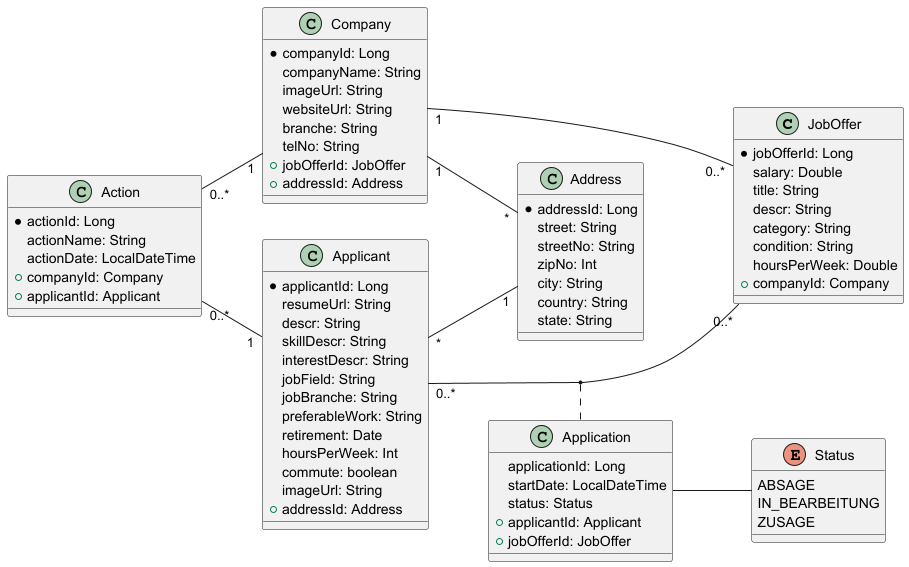 C Company
companyId: Long
companyName: String
imageUrl: String
websiteUrl: String
branche: String
telNo: String
jobOfferId: JobOffer
addressId: Address
C Action
actionId: Long
actionName: String
actionDate: LocalDateTime
companyId: Company
applicantId: Applicant
C Applicant
applicantId: Long
resumeUrl: String
descr: String
skillDescr: String
interestDescr: String
jobField: String
jobBranche: String
preferableWork: String
retirement: Date
hoursPerWeek: Int
commute: boolean
imageUrl: String
addressId: Address
C Address
addressId: Long
street: String
streetNo: String
zipNo: Int
city: String
country: String
state: String
C JobOffer
jobOfferId: Long
salary: Double
title: String
descr: String
category: String
condition: String
hoursPerWeek: Double
companyId: Company
C Application
applicationId: Long
startDate: LocalDateTime
status: Status
applicantId: Applicant
jobOfferId: JobOffer
E Status
ABSAGE
IN_BEARBEITUNG
ZUSAGE
1
0..*
0..*
1
1
0..*
1
*
1
*
0..*
0..*